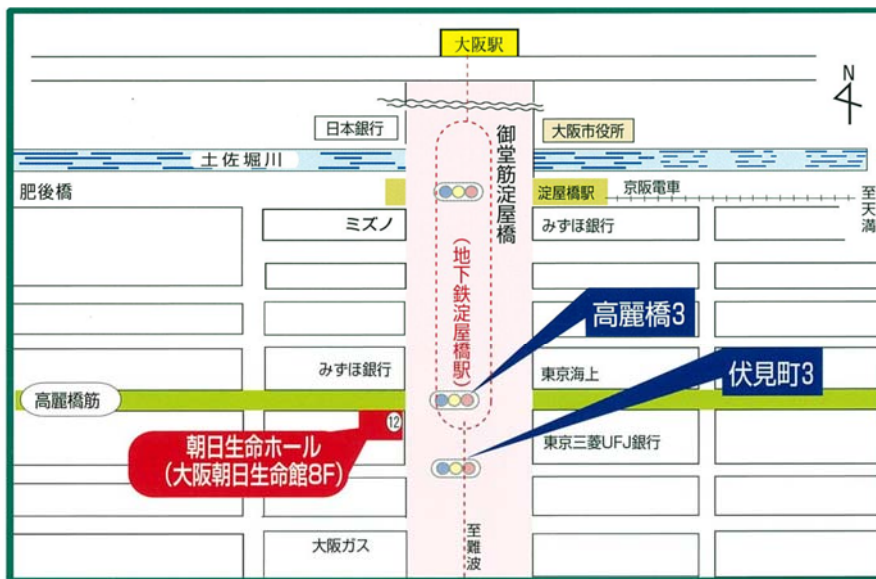 大阪駅
N
日本銀行
御堂筋淀屋橋
大阪市役所
土佐堀川
肥後橋
淀屋橋駅
京阪電車
至天満
ミズノ
みずほ銀行
(地下鉄淀屋橋駅)
高麗橋3
みずほ銀行
東京海上
伏見町3
高麗橋筋
⑫
朝日生命ホール
(大阪朝日生命館8F)
東京三菱UFJ銀行
大阪ガス
至難波